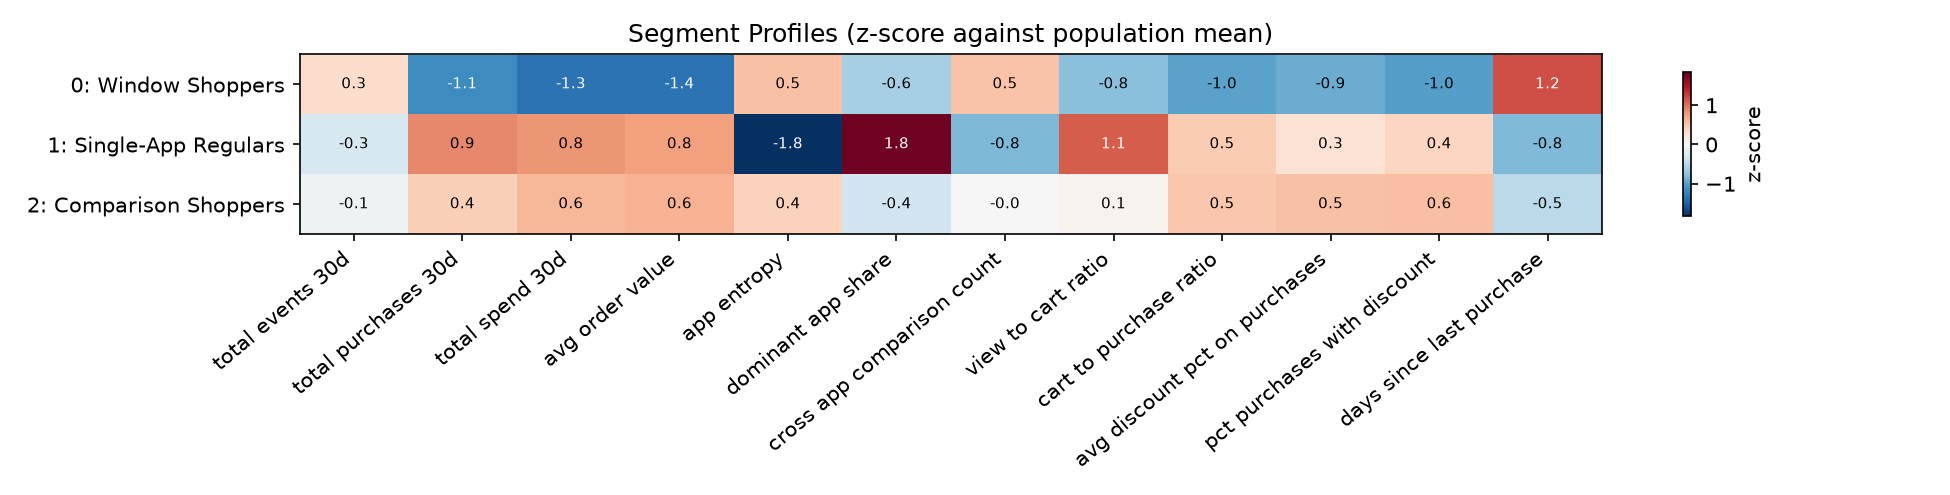 Segment Profiles (z-score against population mean)
0: Window Shoppers 0.3 -1.1 -1.3 -1.4 0.5 -0.6 0.5 -0.8 -1.0 -0.9 -1.0 1.2
1: Single-App Regulars -0.3 0.9 0.8 0.8 -1.8 1.8 -0.8 1.1 0.5 0.3 0.4 -0.8
2: Comparison Shoppers -0.1 0.4 0.6 0.6 0.4 -0.4 -0.0 0.1 0.5 0.5 0.6 -0.5
total events 30d
total purchases 30d
total spend 30d
avg order value
app entropy
dominant app share
cross app comparison count
view to cart ratio
cart to purchase ratio
avg discount pct on purchases
pct purchases with discount
days since last purchase
1
0
−1
z-score